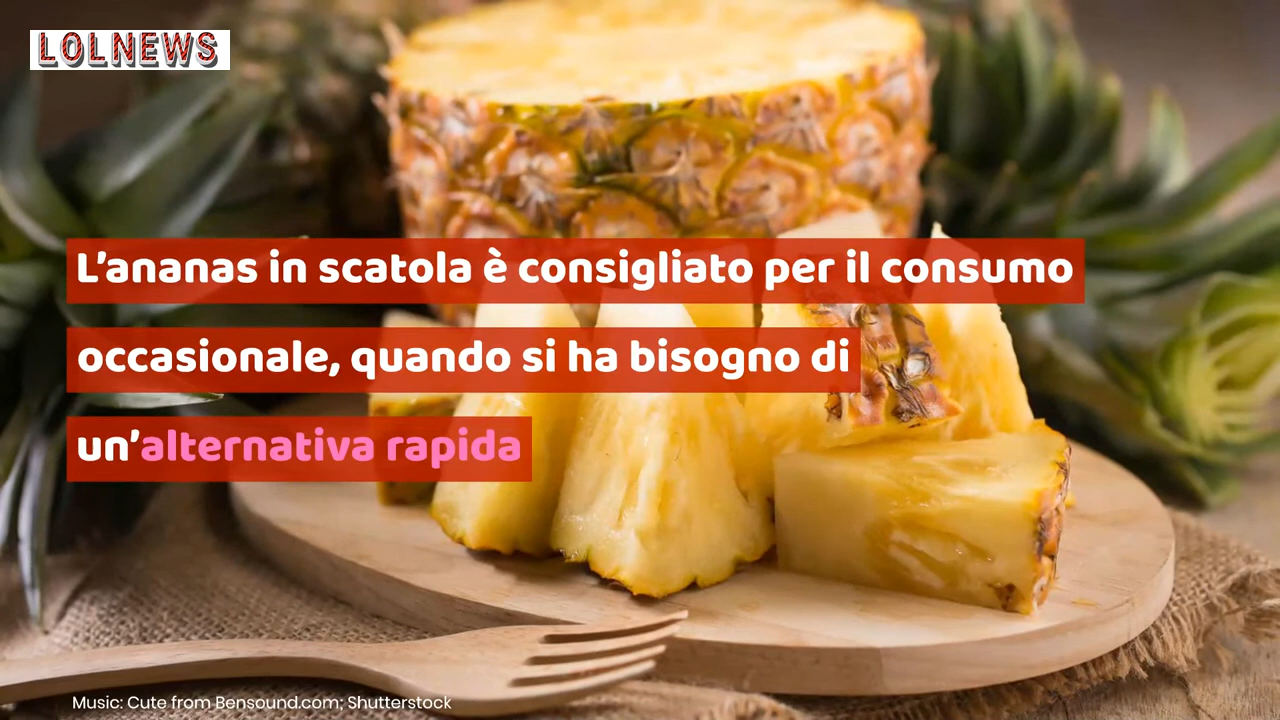 LOLNEWS
L’ananas in scatola è consigliato per il consumo
occasionale, quando si ha bisogno di
un’alternativa rapida
Music: Cute from Bensound.com; Shutterstock